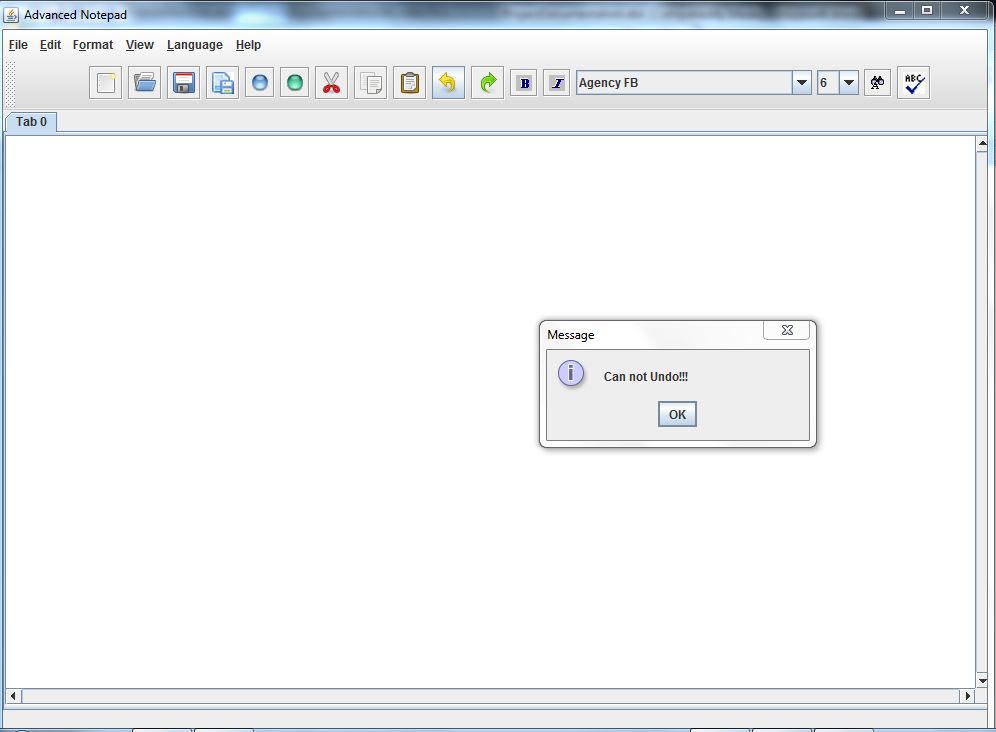 Advanced Notepad
File Edit Format View Language Help
B I Agency FB 6 ABC
Tab 0
Message
i Can not Undo!!!
OK